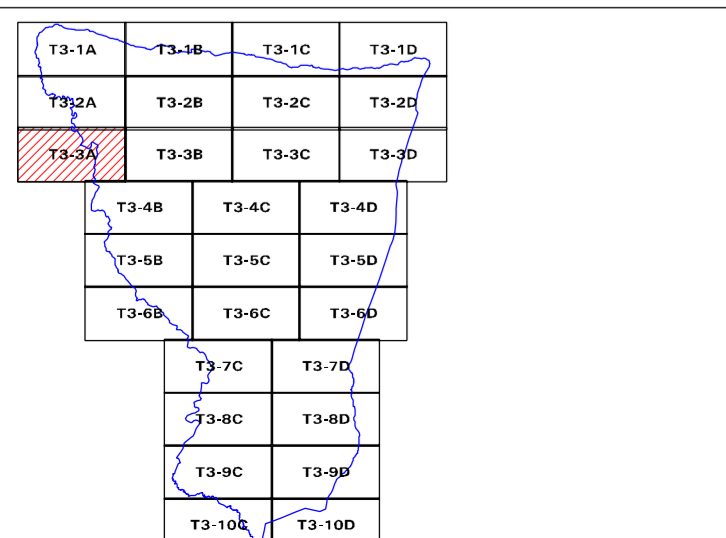 T3-1A T3-1B T3-1C T3-1D
T3-2A T3-2B T3-2C T3-2D
T3-3A T3-3B T3-3C T3-3D
T3-4B T3-4C T3-4D
T3-5B T3-5C T3-5D
T3-6B T3-6C T3-6D
T3-7C T3-7D
T3-8C T3-8D
T3-9C T3-9D
T3-10C T3-10D